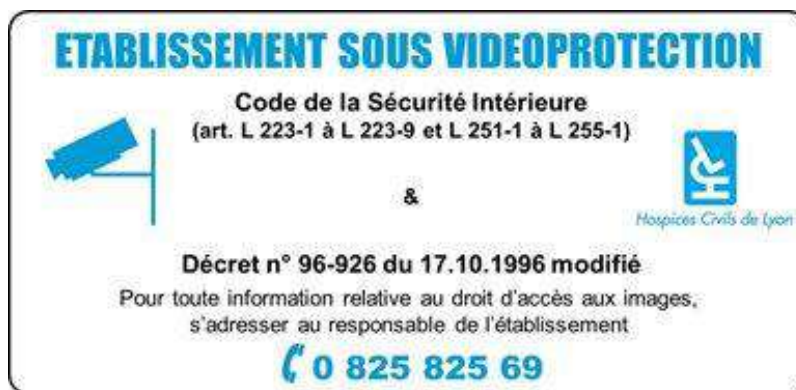 ETABLISSEMENT SOUS VIDEOPROTECTION
Code de la Sécurité Intérieure
(art. L 223-1 à L 223-9 et L 251-1 à L 255-1)
&
Hospices Civils de Lyon
Décret n° 96-926 du 17.10.1996 modifié
Pour toute information relative au droit d'accès aux images,
s'adresser au responsable de l'établissement
0 825 825 69